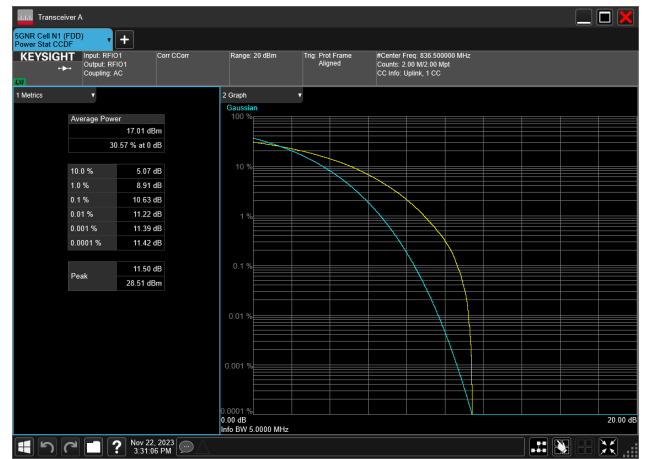 Transceiver A
5GNR Cell N1 (FDD)
Power Stat CCDF
KEYSIGHT
Input: RFIO1
Output: RFIO1
Coupling: AC
Corr CCorr
Range: 20 dBm
Trig: Prot Frame
Aligned
#Center Freq: 836.500000 MHz
Counts: 2.00 M/2.00 Mpt
CC Info: Uplink, 1 CC
1 Metrics
Average Power
17.01 dBm
30.57 % at 0 dB
10.0 % 5.07 dB
1.0 % 8.91 dB
0.1 % 10.63 dB
0.01 % 11.22 dB
0.001 % 11.39 dB
0.0001 % 11.42 dB
Peak
11.50 dB
28.51 dBm
2 Graph
Gaussian
100 %
10 %
1 %
0.1 %
0.01 %
0.001 %
0.0001 %
0.00 dB
20.00 dB
Info BW 5.0000 MHz
?
Nov 22, 2023
3:31:06 PM